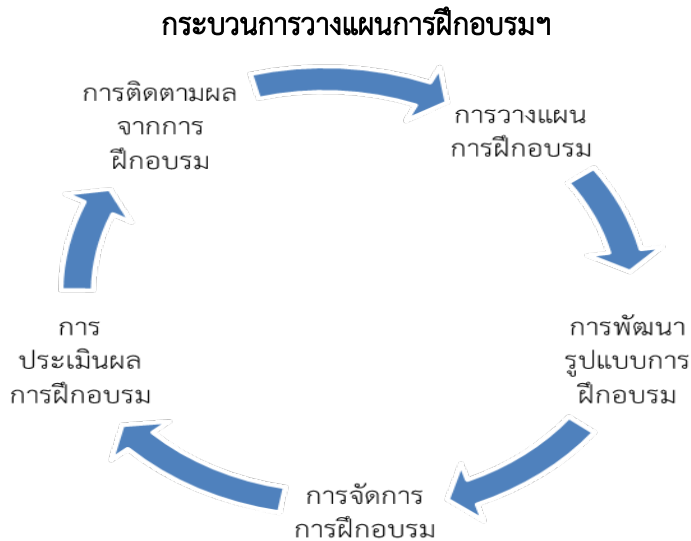 กระบวนการวางแผนการฝึกอบรมฯ
การติดตามผล
จากการ
ฝึกอบรม
การวางแผน
การฝึกอบรม
การพัฒนา
รูปแบบการ
ฝึกอบรม
การจัดการ
การฝึกอบรม
การ
ประเมินผล
การฝึกอบรม